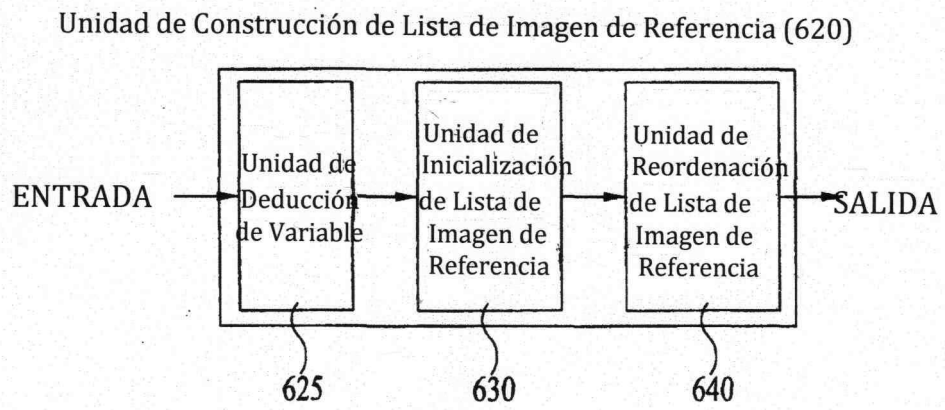 Unidad de Construcción de Lista de Imagen de Referencia (620)
ENTRADA
Unidad de
Deducción
de Variable
Unidad de
Inicialización
de Lista de
Imagen de
Referencia
Unidad de
Reordenación
de Lista de
Imagen de
Referencia
SALIDA
625
630
640